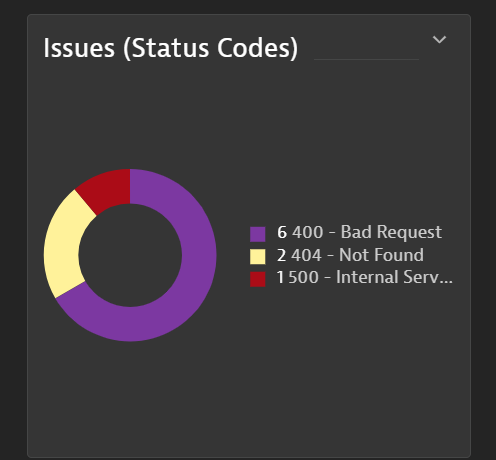 Issues (Status Codes)
6 400 - Bad Request
2 404 - Not Found
1 500 - Internal Serv...